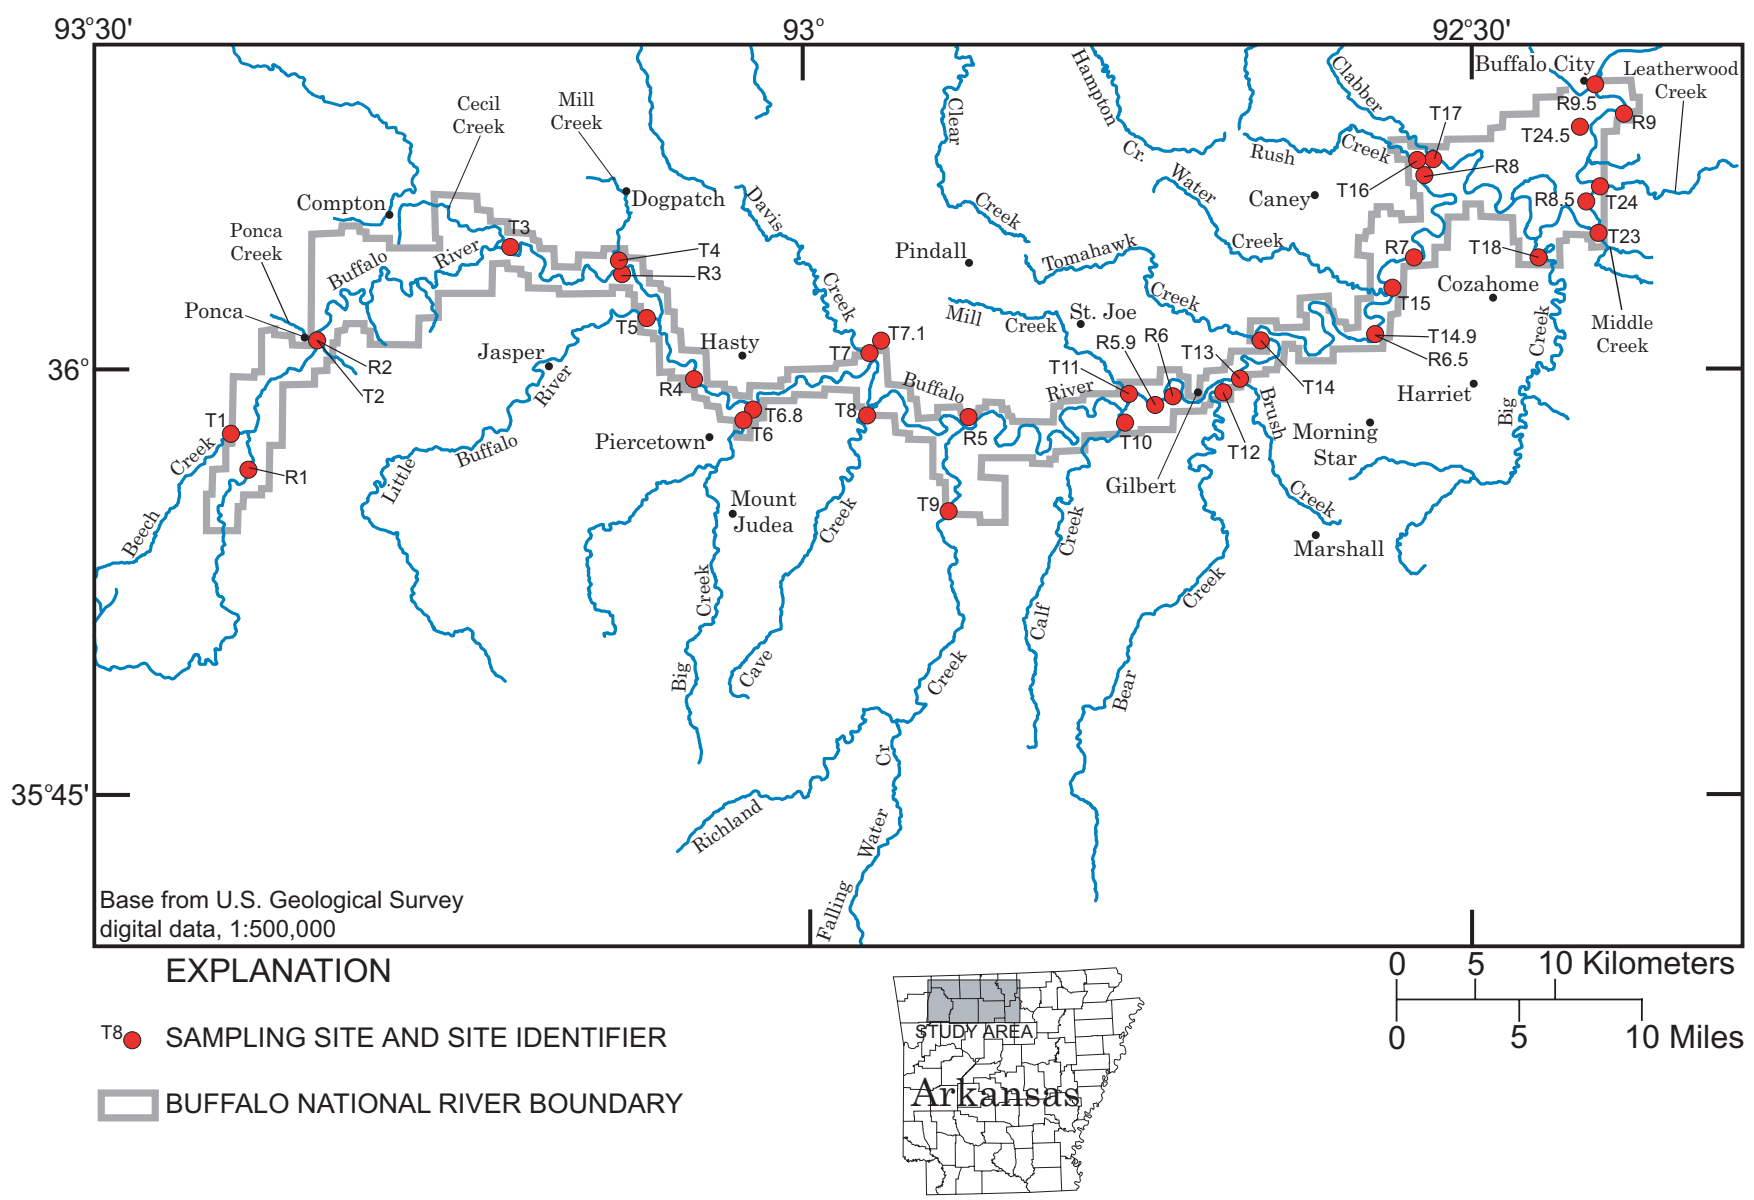 93°30'
93°
92°30'
Buffalo City
Leatherwood
Creek
Hampton
Cr.
Clabber
Creek
Cecil
Creek
Mill
Creek
Clear
Creek
R9.5
R9
T24.5
T17
T16
R8
Rush
Water
Creek
Caney
R8.5
T24
T23
Compton
Dogpatch
Davis
Creek
Ponca
Creek
T3
River
Buffalo
T4
R3
Pindall
Tomahawk
Creek
R7
T18
Cozahome
T15
Ponca
T5
Mill
Creek
St. Joe
Middle
Creek
Creek
T7.1
T7
R5.9
R6
T13
T14.9
R6.5
36°
Jasper
Hasty
R2
T2
River
R4
Buffalo
River
T11
T14
Harriet
Big
T1
Creek
T6.8
T6
T8
R5
T10
T12
Brush
Creek
Morning
Star
Piercetown
Buffalo
Little
R1
Gilbert
Mount
Judea
T9
Beech
Creek
Creek
Marshall
Creek
Creek
Calf
Big
Cave
Creek
Bear
Cr
35°45'
Richland
Water
Falling
Base from U.S. Geological Survey
digital data, 1:500,000
EXPLANATION
T8 SAMPLING SITE AND SITE IDENTIFIER
BUFFALO NATIONAL RIVER BOUNDARY
STUDY AREA
Arkansas
0 5 10 Kilometers
0 5 10 Miles